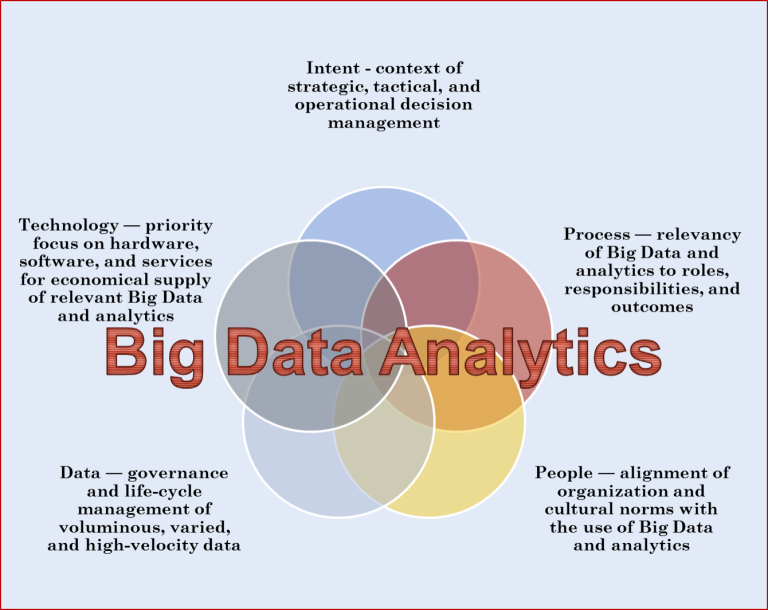 Intent - context of
strategic, tactical, and
operational decision
management
Technology — priority
focus on hardware,
software, and services
for economical supply
of relevant Big Data
and analytics
Process — relevancy
of Big Data and
analytics to roles,
responsibilities, and
outcomes
Big Data Analytics
Data — governance
and life-cycle
management of
voluminous, varied,
and high-velocity data
People — alignment of
organization and
cultural norms with
the use of Big Data
and analytics